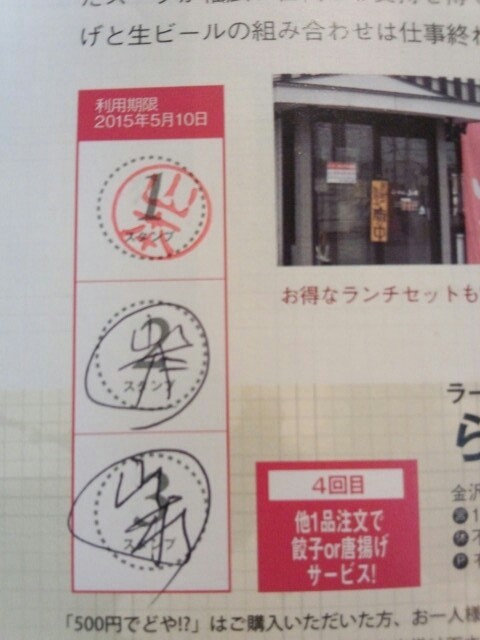 げと生ビールの組み合わせは仕事終
利用期限
2015年5月10日
1
スタンプ
2
スタンプ
お得なランチセットも
ラー
ら
金沢
4回目
他1品注文で
餃子or唐揚げ
サービス!
「500円でどや!?」はご購入いただいた方、お一人様